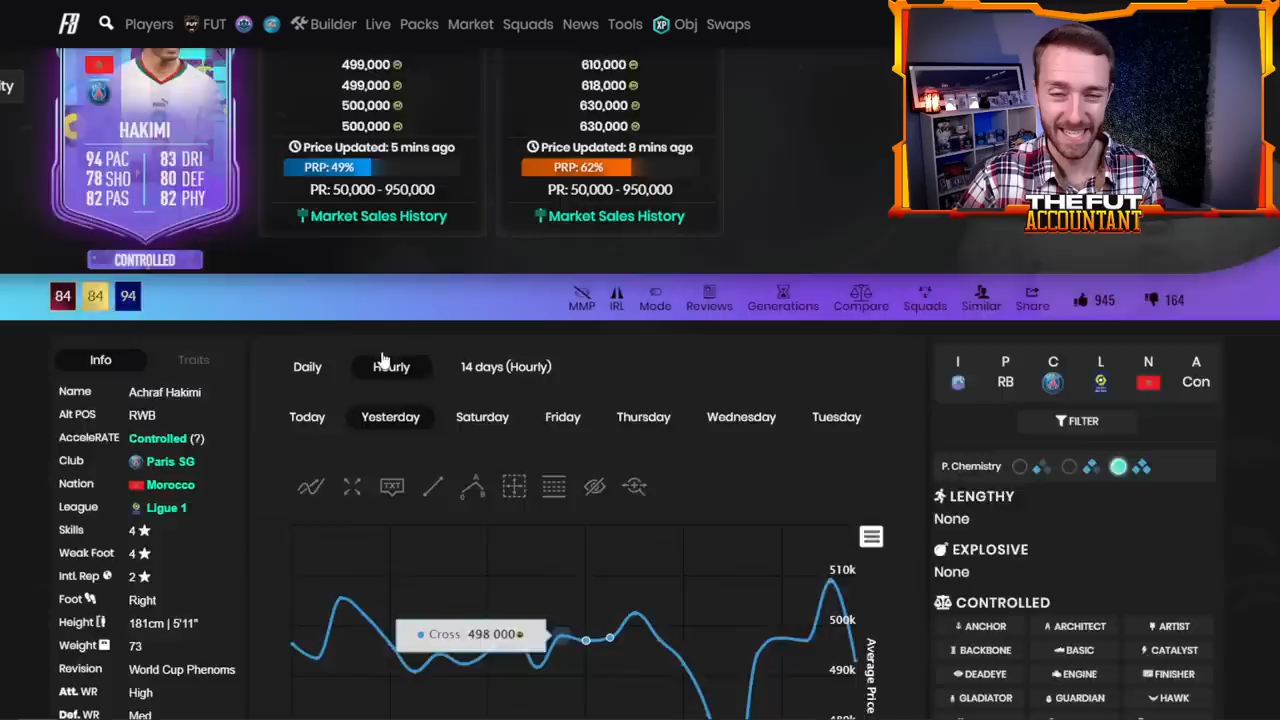 Players FUT Builder Live Packs Market Squads News Tools XP Obj Swaps
ity
HAKIMI
94 PAC 83 DRI
78 SHO 80 DEF
82 PAS 82 PHY
CONTROLLED
499,000
499,000
500,000
500,000
Price Updated: 5 mins ago
PRP: 49%
PR: 50,000 - 950,000
Market Sales History
610,000
618,000
630,000
630,000
Price Updated: 8 mins ago
PRP: 62%
PR: 50,000 - 950,000
Market Sales History
THE FUT
ACCOUNTANT
84 84 94
MMP IRL Mode Reviews Generations Compare Squads Similar Share 945 164
Info Traits
Name Achraf Hakimi
Alt POS RWB
AcceleRATE Controlled (?)
Club Paris SG
Nation Morocco
League Ligue 1
Skills 4
Weak Foot 4
Intl. Rep 2
Foot Right
Height 181cm | 5'11"
Weight 73
Revision World Cup Phenoms
Att. WR High
Def. WR Med
Daily Hourly 14 days (Hourly)
Today Yesterday Saturday Friday Thursday Wednesday Tuesday
TXT
510k
500k
490k
480k
Average Price
Cross 498 000
I P C L N A
RB Con
FILTER
P. Chemistry
LENGTHY
None
EXPLOSIVE
None
CONTROLLED
ANCHOR ARCHITECT ARTIST
BACKBONE BASIC CATALYST
DEADEYE ENGINE FINISHER
GLADIATOR GUARDIAN HAWK